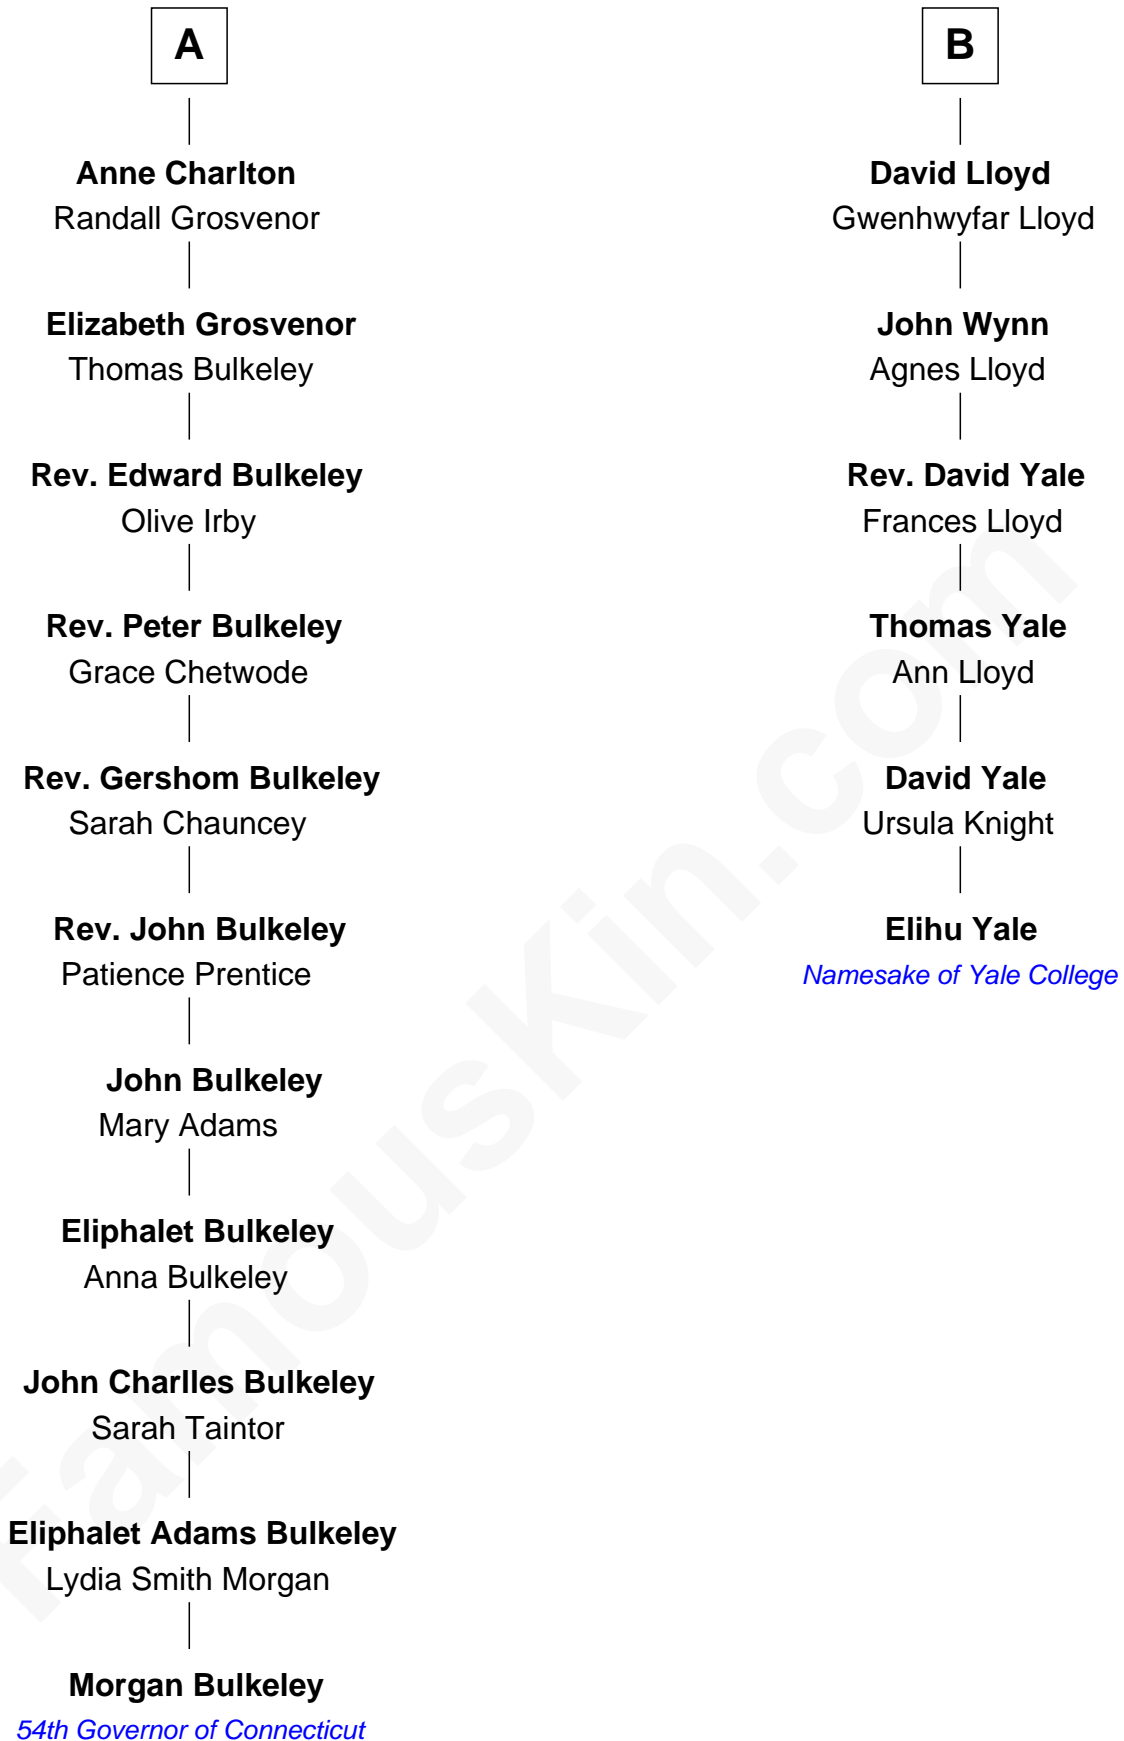 A
Anne Charlton
Randall Grosvenor
Elizabeth Grosvenor
Thomas Bulkeley
Rev. Edward Bulkeley
Olive Irby
Rev. Peter Bulkeley
Grace Chetwode
Rev. Gershom Bulkeley
Sarah Chauncey
Rev. John Bulkeley
Patience Prentice
John Bulkeley
Mary Adams
Eliphalet Bulkeley
Anna Bulkeley
John Charlles Bulkeley
Sarah Taintor
Eliphalet Adams Bulkeley
Lydia Smith Morgan
Morgan Bulkeley
54th Governor of Connecticut
B
David Lloyd
Gwenhwyfar Lloyd
John Wynn
Agnes Lloyd
Rev. David Yale
Frances Lloyd
Thomas Yale
Ann Lloyd
David Yale
Ursula Knight
Elihu Yale
Namesake of Yale College
FamousKin.com